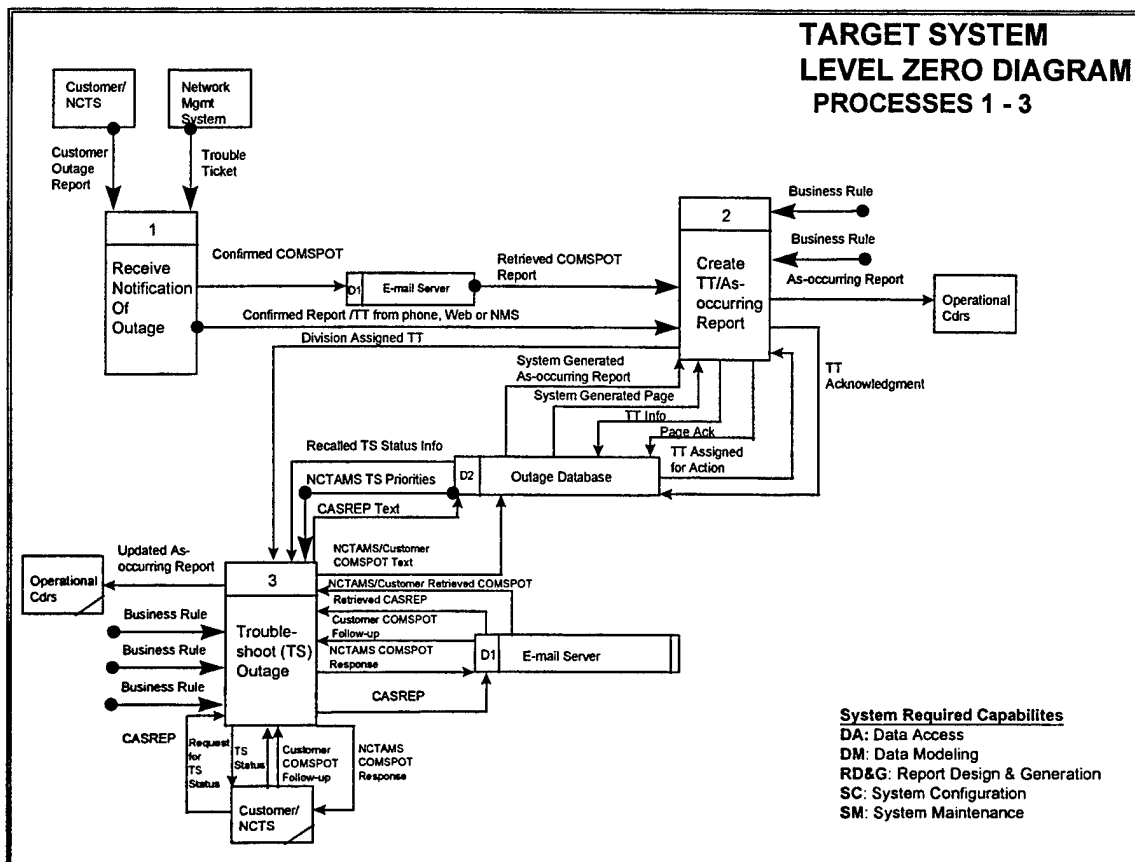 TARGET SYSTEM
LEVEL ZERO DIAGRAM
PROCESSES 1 - 3
Customer/
NCTS
Network
Mgmt
System
Customer
Outage
Report
Trouble
Ticket
1
Receive
Notification
Of
Outage
Confirmed COMSPOT
D1
E-mail Server
Retrieved COMSPOT
Report
Confirmed Report /TT from phone, Web or NMS
Division Assigned TT
2
Create
TT/As-
occurring
Report
Business Rule
Business Rule
As-occurring Report
Operational
Cdrs
TT
Acknowledgment
System Generated
As-occurring Report
System Generated Page
TT Info
Page Ack
TT Assigned
for Action
Recalled TS Status Info
D2
Outage Database
NCTAMS TS Priorities
CASREP Text
NCTAMS/Customer
COMSPOT Text
Updated As-
occurring Report
Operational
Cdrs
3
Trouble-
shoot (TS)
Outage
NCTAMS/Customer Retrieved COMSPOT
Retrieved CASREP
Customer COMSPOT
Follow-up
NCTAMS COMSPOT
Response
D1
E-mail Server
CASREP
Business Rule
Business Rule
Business Rule
CASREP
Request
for
TS
Status
TS
Status
Customer
COMSPOT
Follow-up
NCTAMS
COMSPOT
Response
Customer/
NCTS
System Required Capabilites
DA: Data Access
DM: Data Modeling
RD&G: Report Design & Generation
SC: System Configuration
SM: System Maintenance